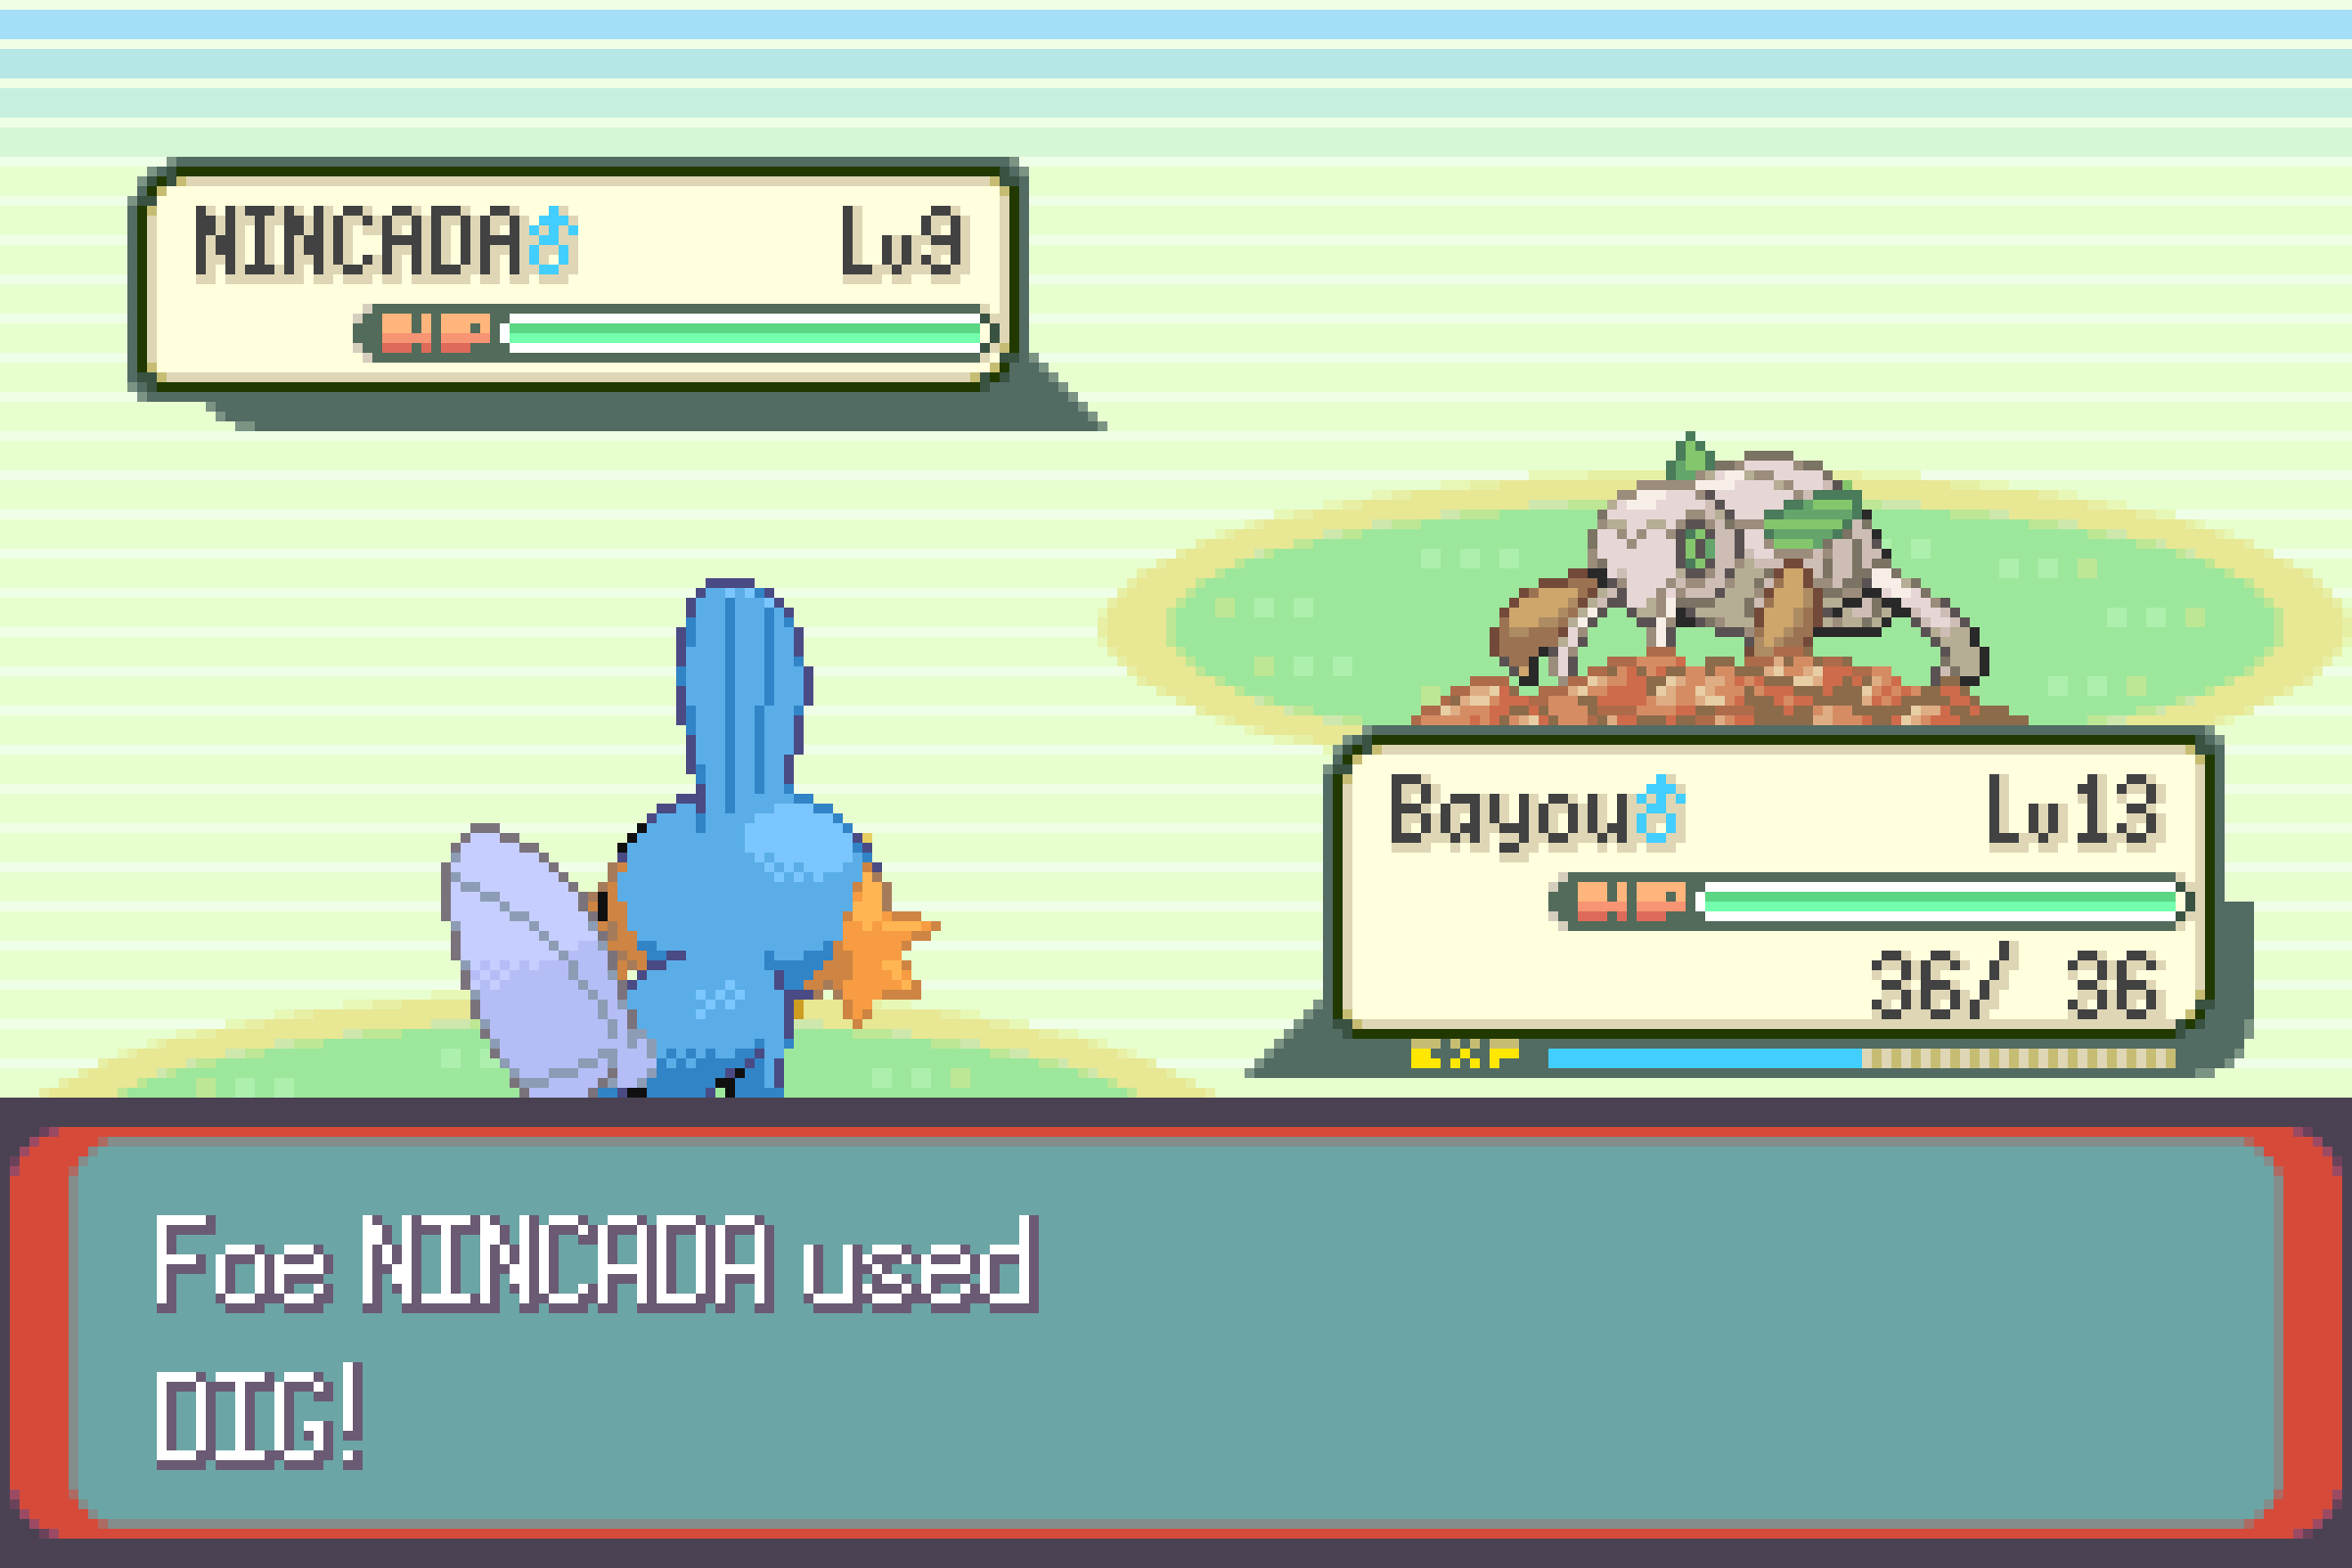 NINCADA♂ Lv9
HP
Bayou♂ Lv13
HP
36/ 36
EXP
Foe NINCADA used
DIG!